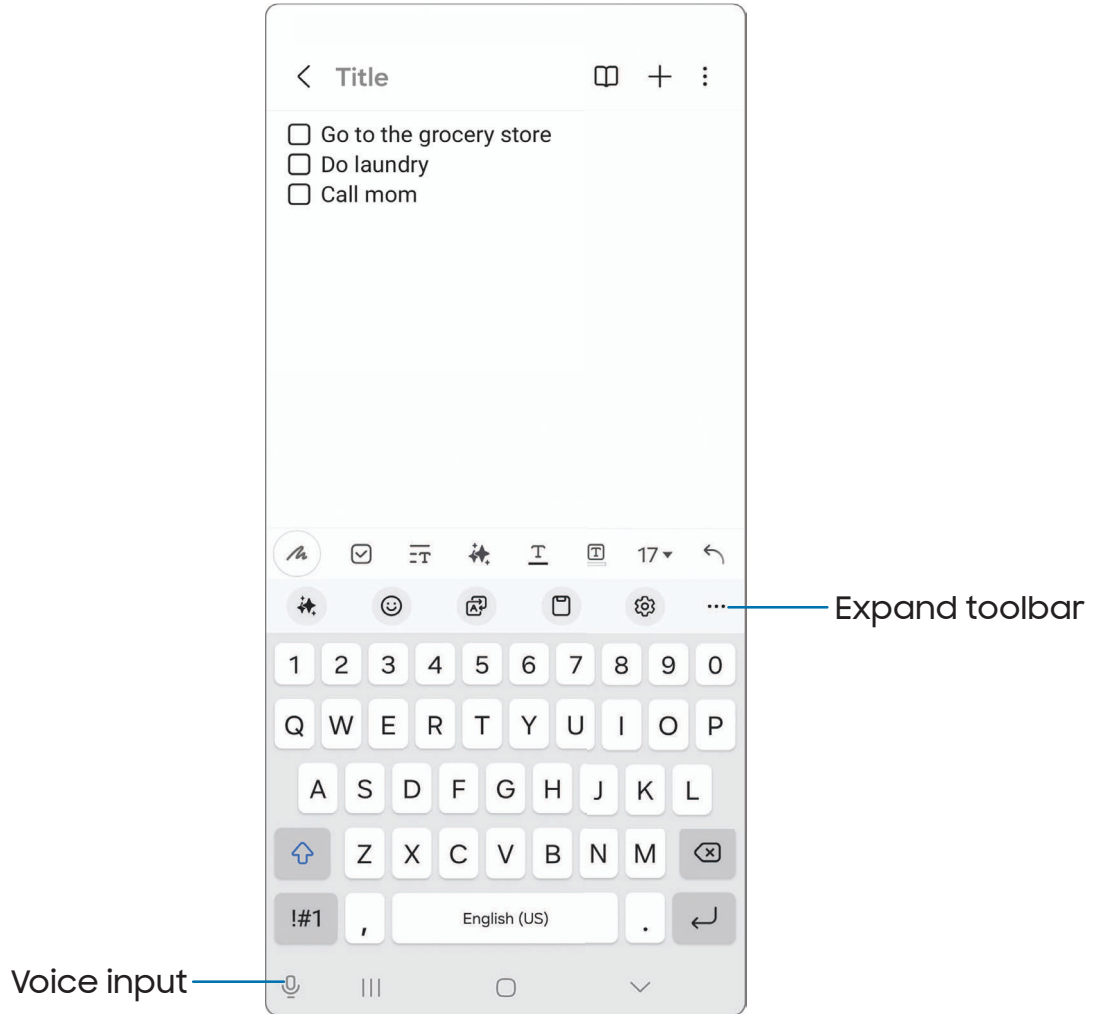 Title
Go to the grocery store
Do laundry
Call mom
T T T 17
A
Expand toolbar
1 2 3 4 5 6 7 8 9 0
Q W E R T Y U I O P
A S D F G H J K L
Z X C V B N M
!#1 , English (US) .
Voice input